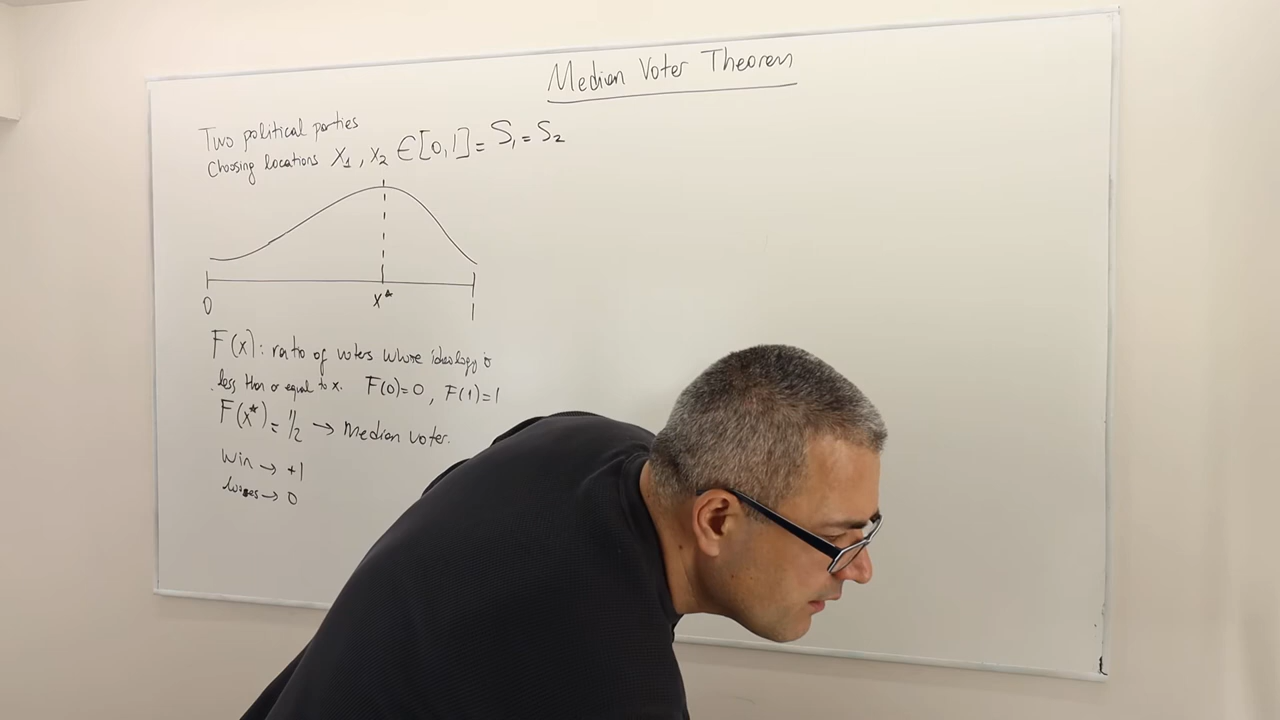 Median Voter Theorem
Two political parties
Choosing locations X₁, X₂ ∈ [0,1] = S₁ = S₂
0 x* 1
F(x): ratio of voters whose ideology is
less than or equal to x. F(0)=0, F(1)=1
F(x*) = 1/2 → Median voter.
Win → +1
loses → 0